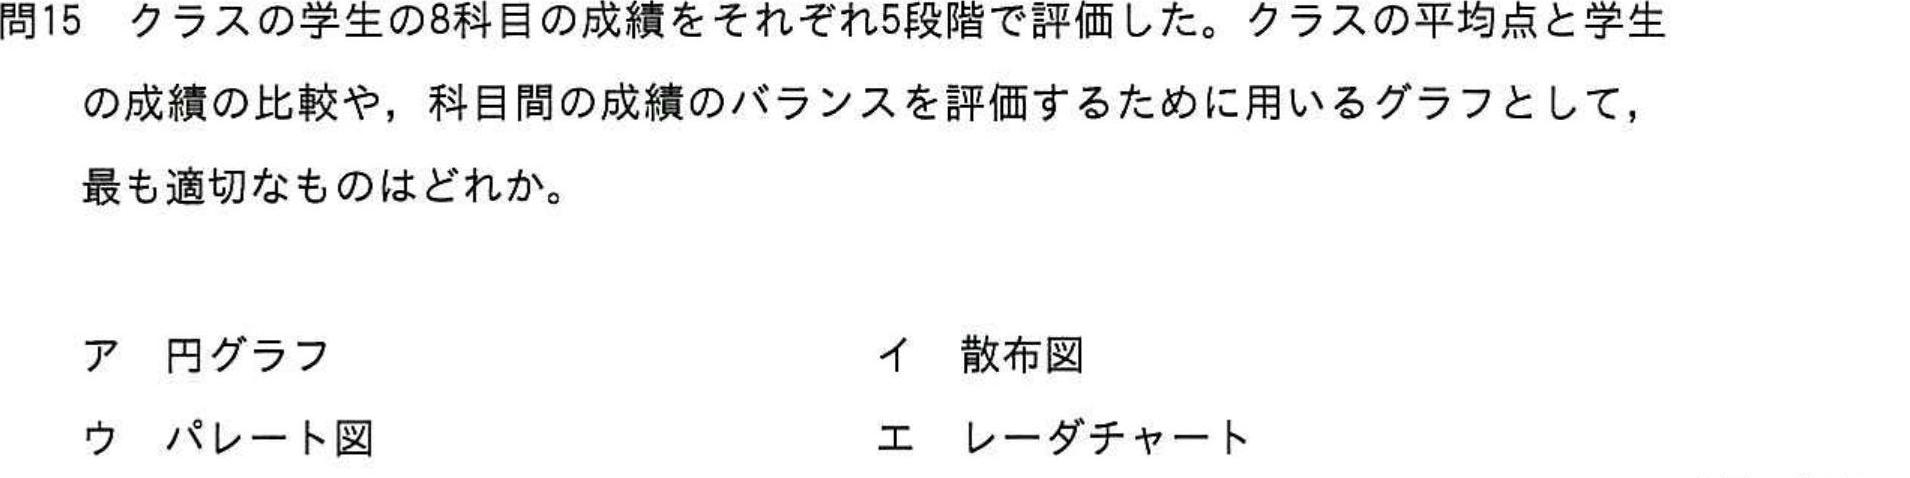 問15　クラスの学生の8科目の成績をそれぞれ5段階で評価した。クラスの平均点と学生
の成績の比較や，科目間の成績のバランスを評価するために用いるグラフとして，
最も適切なものはどれか。
ア　円グラフ　　　イ　散布図
ウ　パレート図　　　エ　レーダチャート